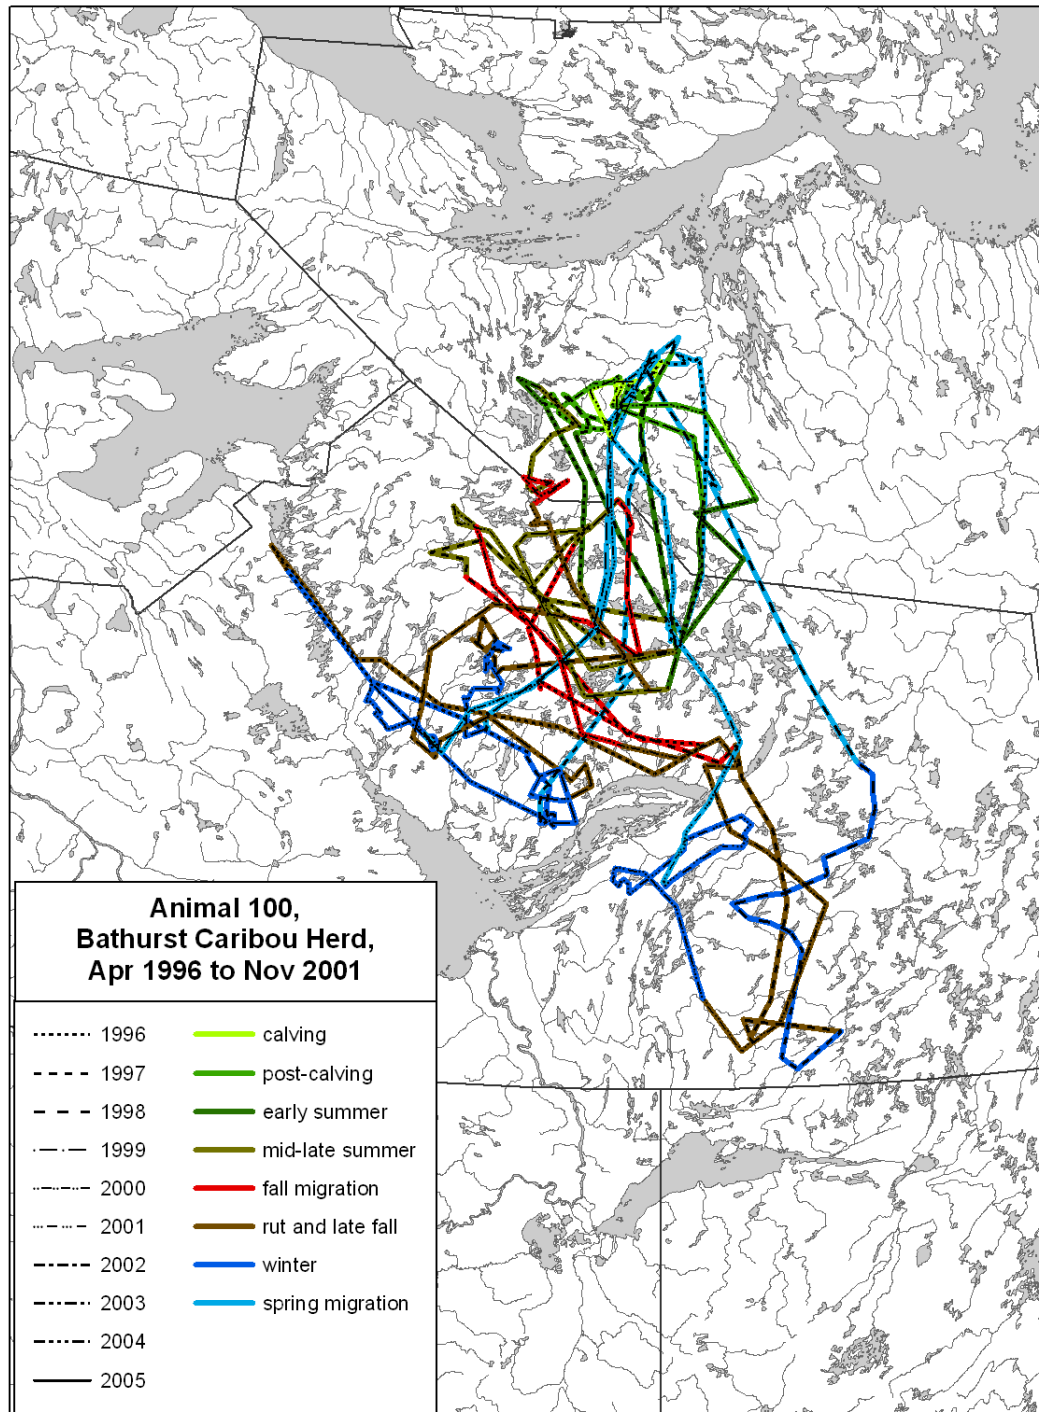 Animal 100,
Bathurst Caribou Herd,
Apr 1996 to Nov 2001
1996
1997
1998
1999
2000
2001
2002
2003
2004
2005
calving
post-calving
early summer
mid-late summer
fall migration
rut and late fall
winter
spring migration